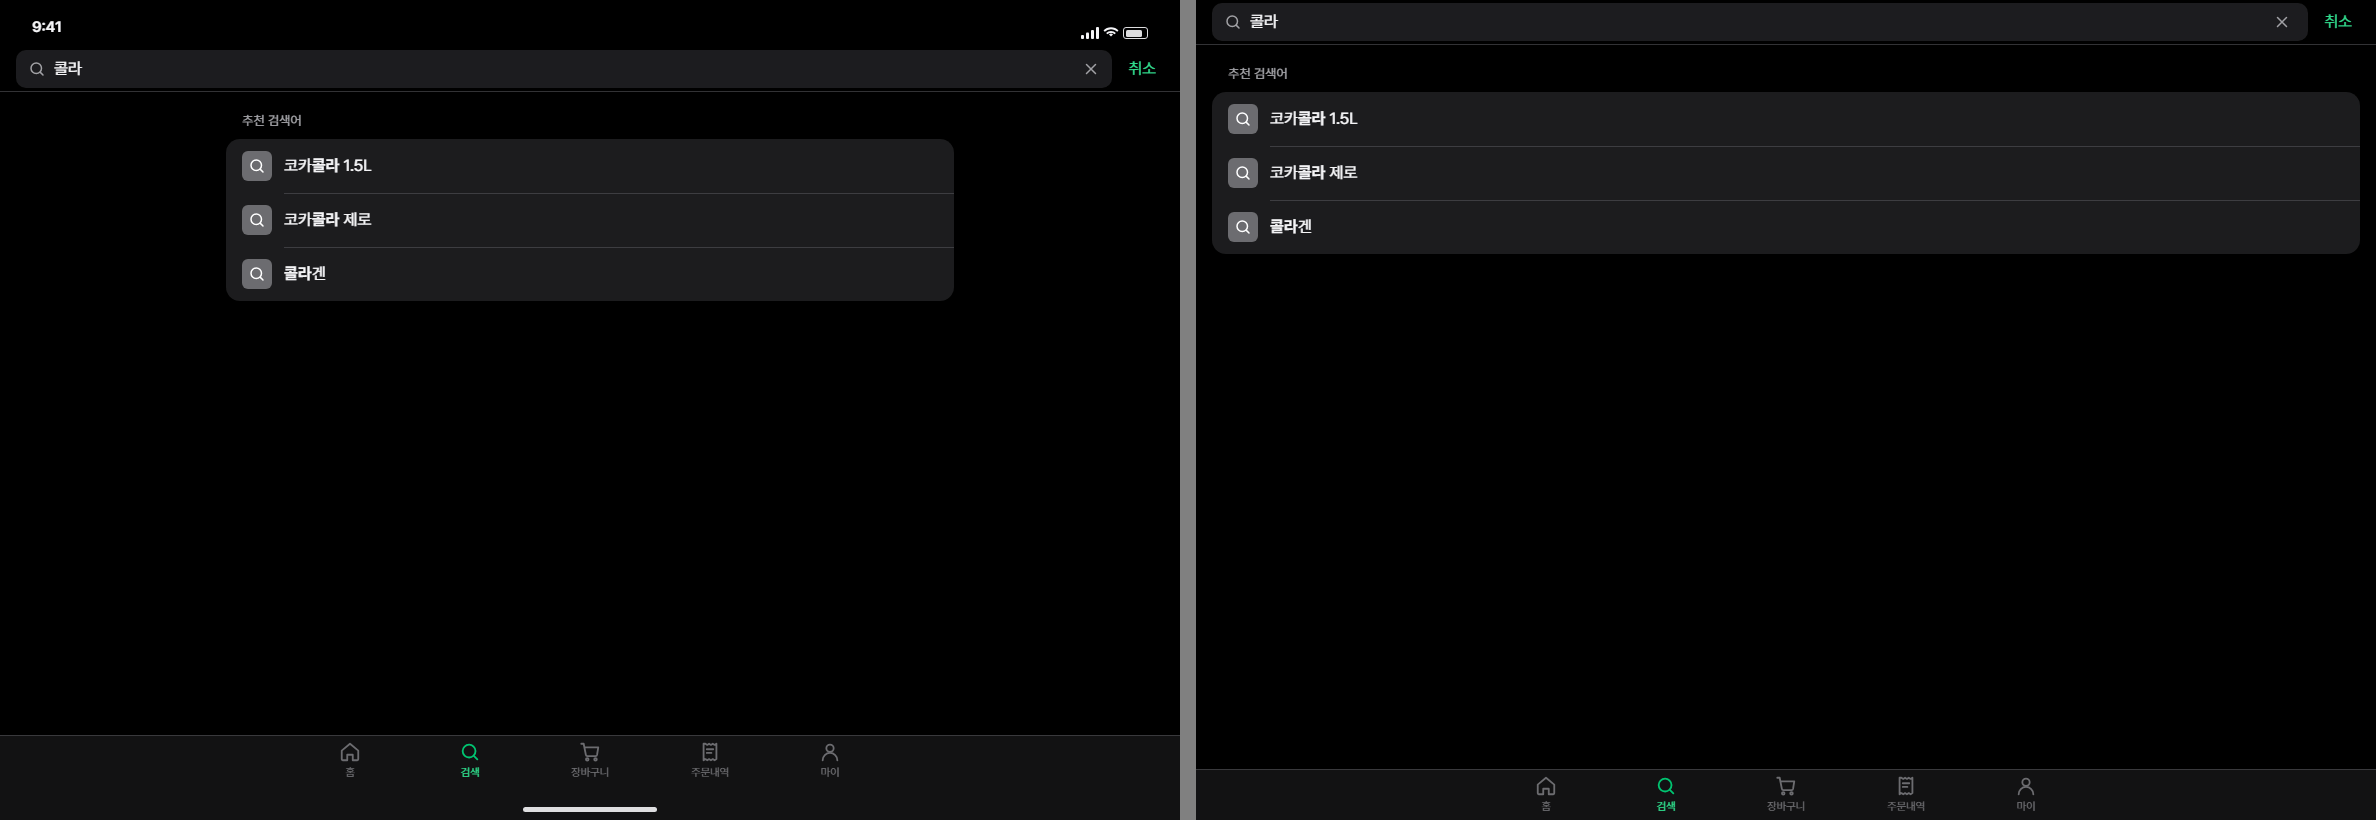 9:41
콜라
취소
추천 검색어
코카콜라 1.5L
코카콜라 제로
콜라겐
홈
검색
장바구니
주문내역
마이
콜라
취소
추천 검색어
코카콜라 1.5L
코카콜라 제로
콜라겐
홈
검색
장바구니
주문내역
마이